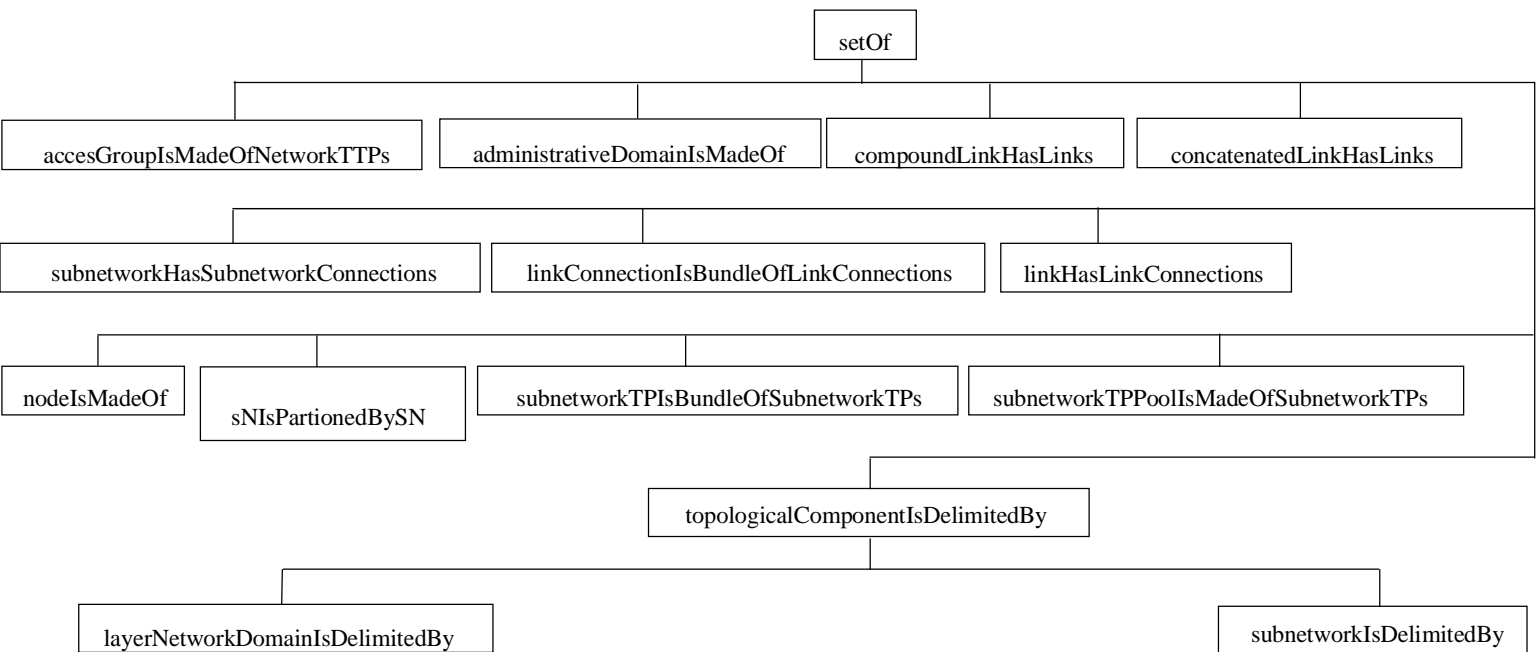 setOf
accesGroupIsMadeOfNetworkTTPs
administrativeDomainIsMadeOf
compoundLinkHasLinks
concatenatedLinkHasLinks
subnetworkHasSubnetworkConnections
linkConnectionIsBundleOfLinkConnections
linkHasLinkConnections
nodeIsMadeOf
sNIsPartionedBySN
subnetworkTPIsBundleOfSubnetworkTPs
subnetworkTPPoolIsMadeOfSubnetworkTPs
topologicalComponentIsDelimitedBy
layerNetworkDomainIsDelimitedBy
subnetworkIsDelimitedBy